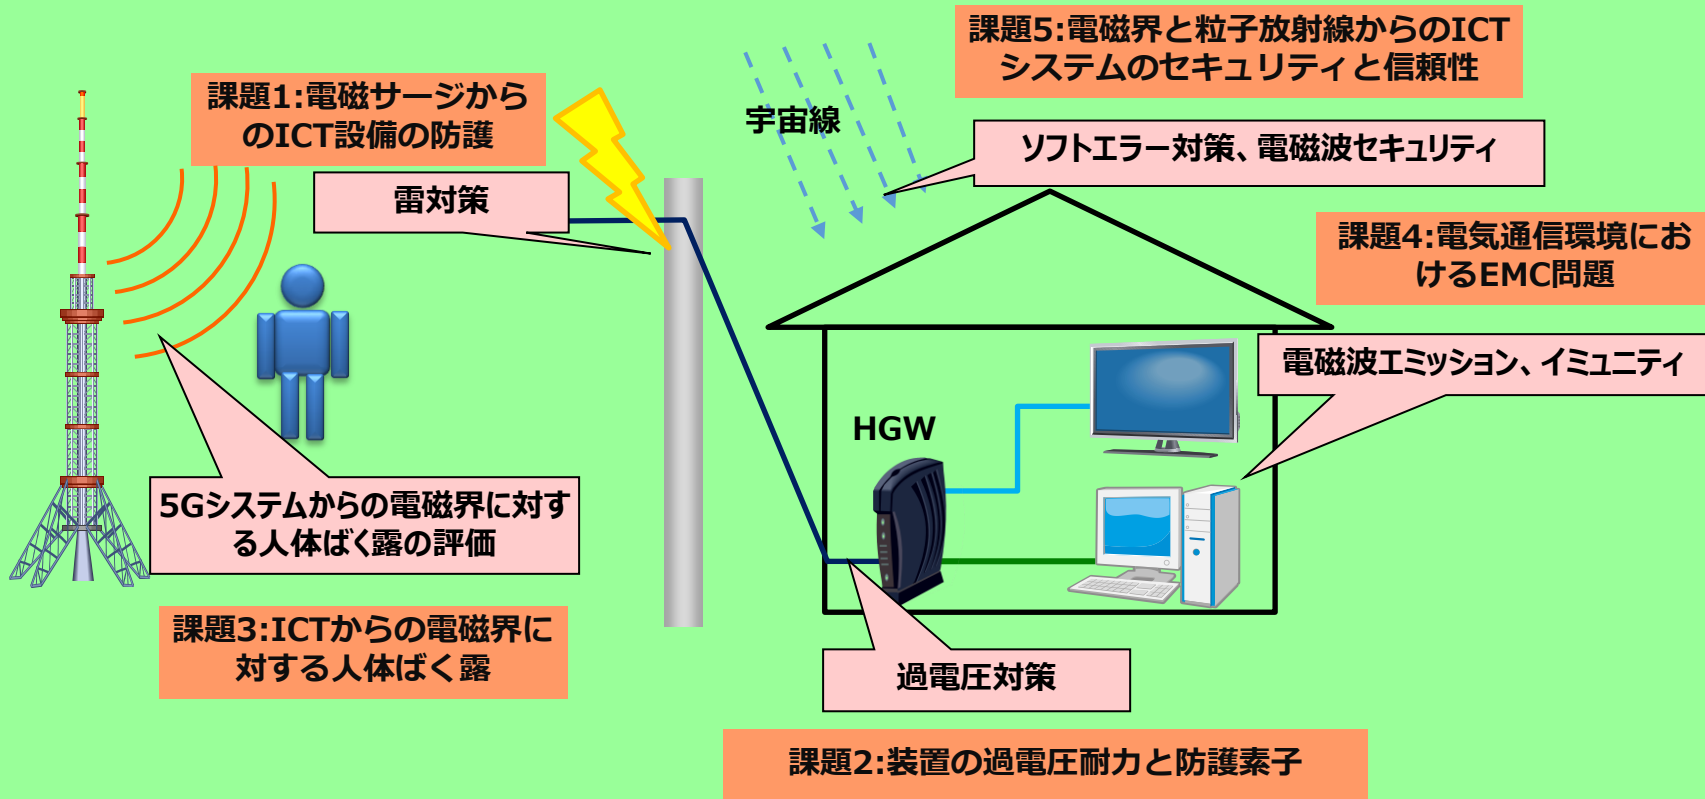 課題5:電磁界と粒子放射線からのICT
システムのセキュリティと信頼性
課題1:電磁サージから
のICT設備の防護
宇宙線
ソフトエラー対策、電磁波セキュリティ
雷対策
課題4:電気通信環境にお
けるEMC問題
電磁波エミッション、イミュニティ
HGW
5Gシステムからの電磁界に対す
る人体ばく露の評価
課題3:ICTからの電磁界に
対する人体ばく露
過電圧対策
課題2:装置の過電圧耐力と防護素子